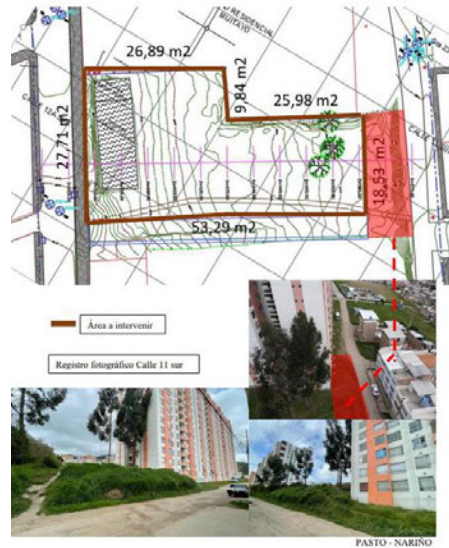 RESIDENCIAL
26,89 m2
9,84 m2
25,98 m2
27,71 m2
18,53 m2
53,29 m2
Área a intervenir
Registro fotográfico Calle 11 sur
PASTO - NARIÑO